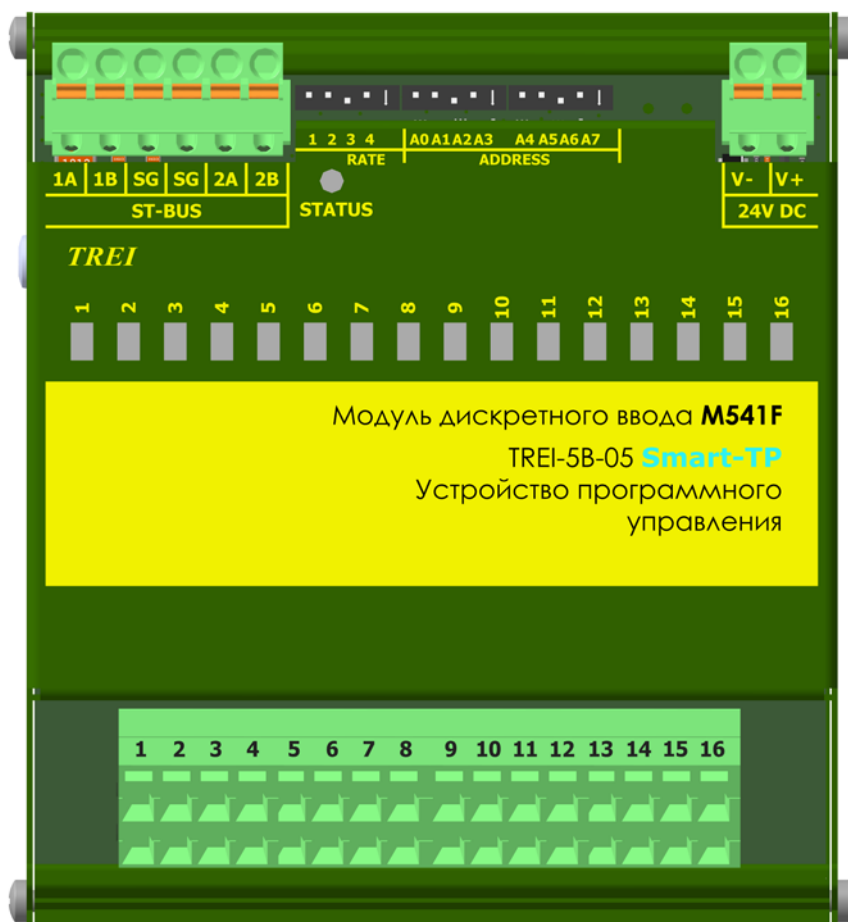 1 2 3 4 A0 A1 A2 A3 A4 A5 A6 A7
RATE ADDRESS
1A 1B SG SG 2A 2B V- V+
ST-BUS STATUS 24V DC
TREI
1 2 3 4 5 6 7 8 9 10 11 12 13 14 15 16
Модуль дискретного ввода M541F
TREI-5B-05 Smart-TP
Устройство программного
управления
1 2 3 4 5 6 7 8 9 10 11 12 13 14 15 16